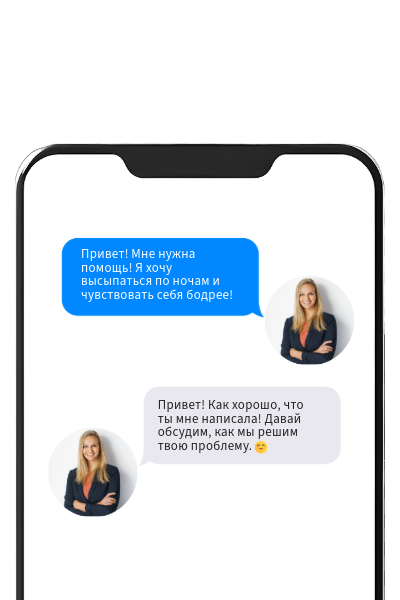 Привет! Мне нужна
помощь! Я хочу
высыпаться по ночам и
чувствовать себя бодрее!
Привет! Как хорошо, что
ты мне написала! Давай
обсудим, как мы решим
твою проблему. 😊